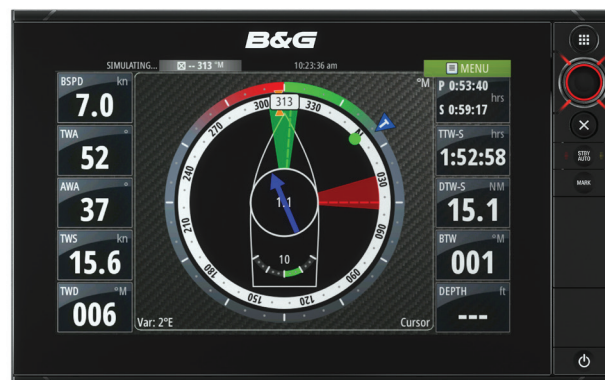 B&G
SIMULATING... -- 313 °M 10:23:36 am MENU
BSPD kn
7.0
TWA °
52
AWA °
37
TWS kn
15.6
TWD °M
006
°M
313
300 330
270 N
240 030
210 060
180 090
150 120
T
1.1
10
Var: 2°E Cursor
P 0:53:40
hrs
S 0:59:17
TTW-S hrs
1:52:58
DTW-S NM
15.1
BTW °M
001
DEPTH ft
---
STBY
AUTO
MARK